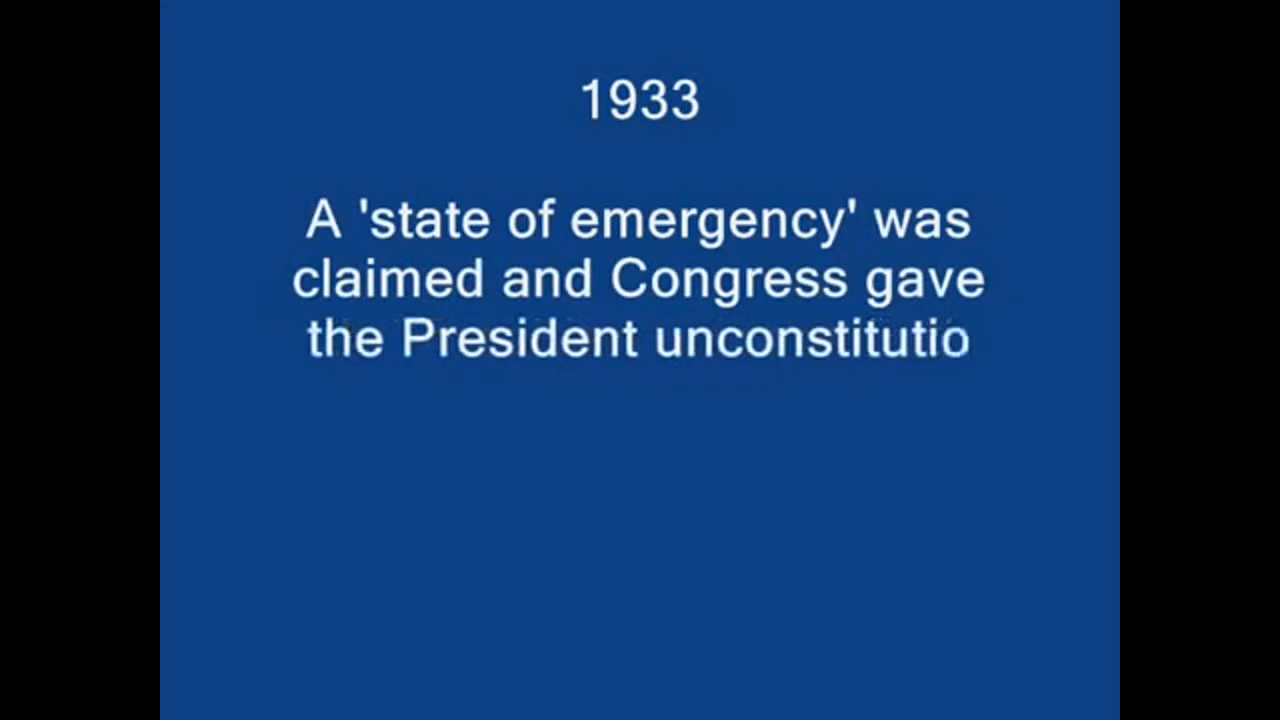 1933
A 'state of emergency' was
claimed and Congress gave
the President unconstitutio